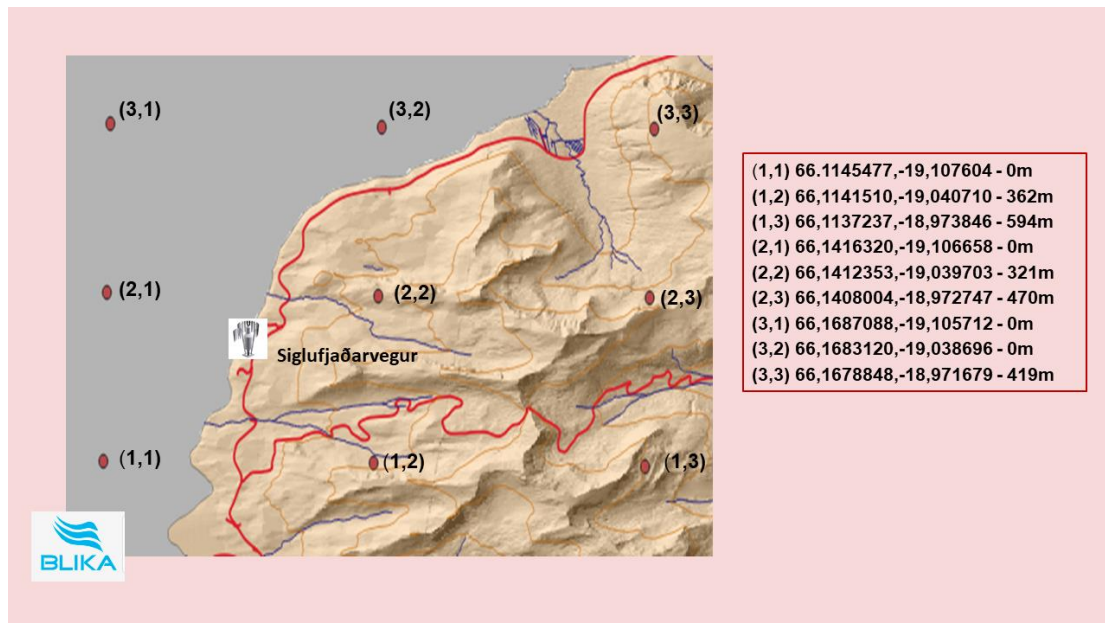 (3,1)
(3,2)
(3,3)
(2,1)
(2,2)
(2,3)
Siglufjaðarvegur
(1,1)
(1,2)
(1,3)
BLIKA
(1,1) 66.1145477,-19,107604 - 0m
(1,2) 66,1141510,-19,040710 - 362m
(1,3) 66,1137237,-18,973846 - 594m
(2,1) 66,1416320,-19,106658 - 0m
(2,2) 66,1412353,-19,039703 - 321m
(2,3) 66,1408004,-18,972747 - 470m
(3,1) 66,1687088,-19,105712 - 0m
(3,2) 66,1683120,-19,038696 - 0m
(3,3) 66,1678848,-18,971679 - 419m